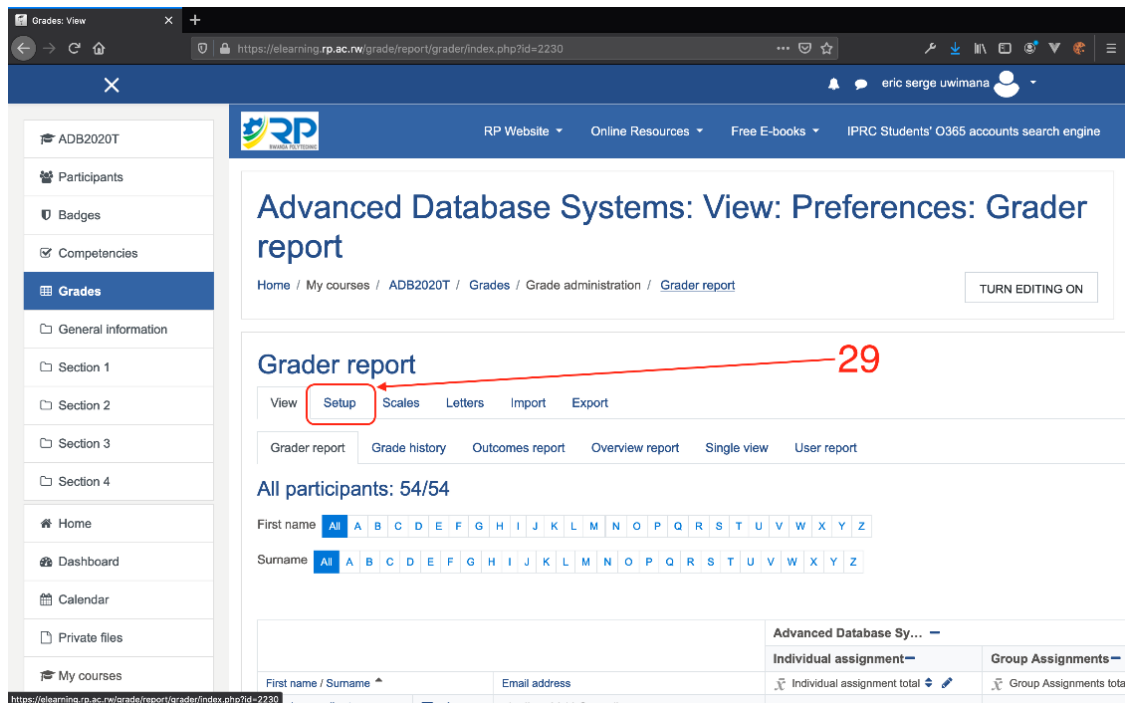 Grades: View
https://elearning.rp.ac.rw/grade/report/grader/index.php?id=2230
eric serge uwimana
RP
RWANDA POLYTECHNIC
RP Website
Online Resources
Free E-books
IPRC Students' O365 accounts search engine
ADB2020T
Participants
Badges
Competencies
Grades
General information
Section 1
Section 2
Section 3
Section 4
Home
Dashboard
Calendar
Private files
My courses
Advanced Database Systems: View: Preferences: Grader
report
Home / My courses / ADB2020T / Grades / Grade administration / Grader report
TURN EDITING ON
Grader report
29
View Setup Scales Letters Import Export
Grader report Grade history Outcomes report Overview report Single view User report
All participants: 54/54
First name All A B C D E F G H I J K L M N O P Q R S T U V W X Y Z
Surname All A B C D E F G H I J K L M N O P Q R S T U V W X Y Z
Advanced Database Sy...
Individual assignment Group Assignments
First name / Surname Email address x̄ Individual assignment total x̄ Group Assignments tota
https://elearning.rp.ac.rw/grade/report/grader/index.php?id=2230